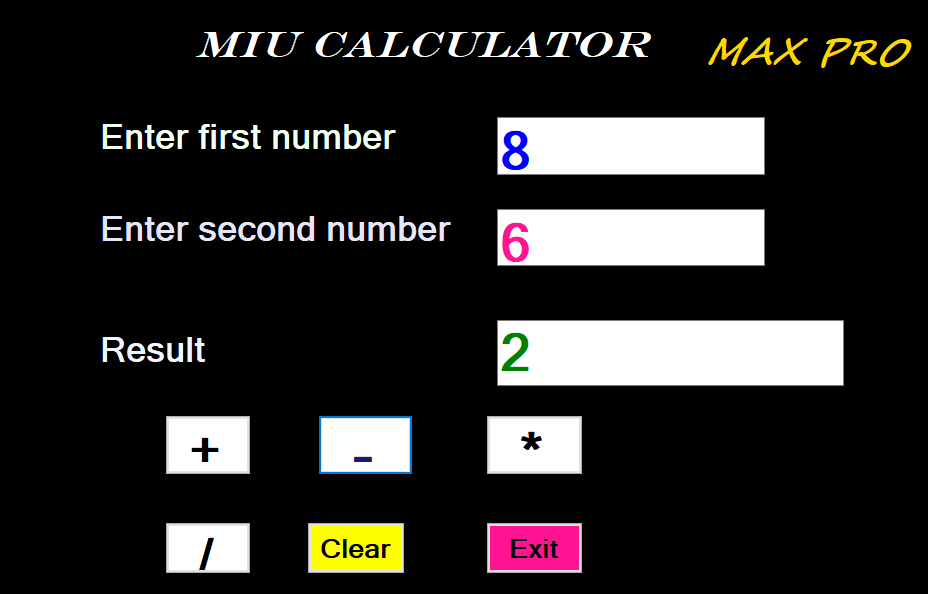 MIU CALCULATOR MAX PRO
Enter first number 8
Enter second number 6
Result 2
+ - *
/ Clear Exit